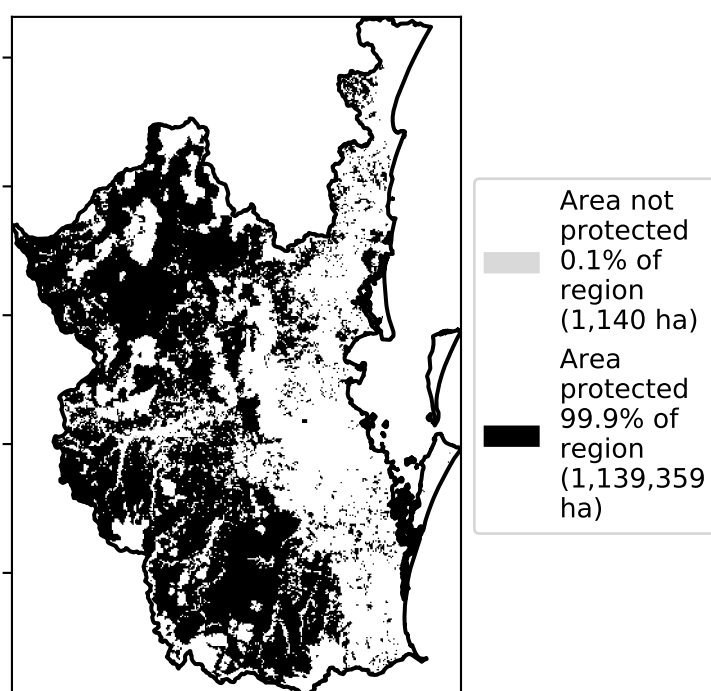 Area not
protected
0.1% of
region
(1,140 ha)
Area
protected
99.9% of
region
(1,139,359
ha)